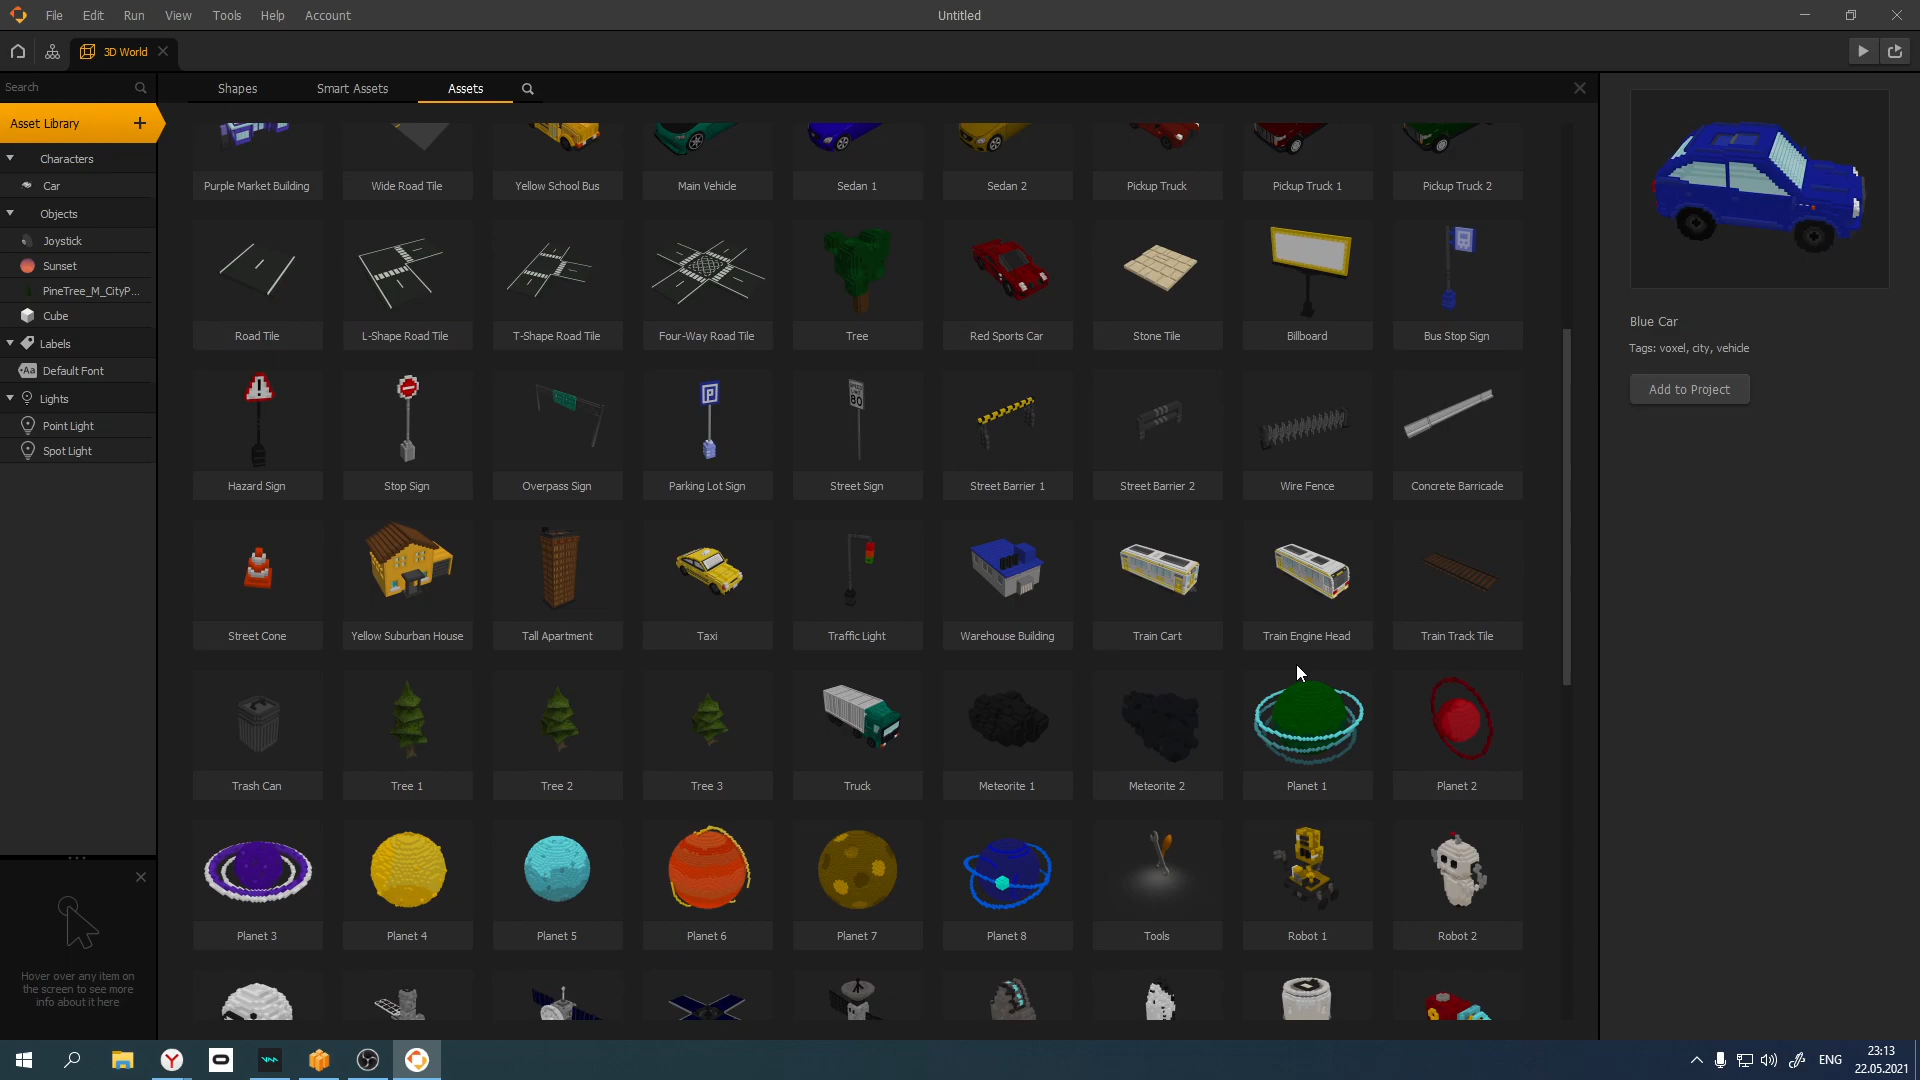 File Edit Run View Tools Help Account
Untitled
3D World
Search
Shapes Smart Assets Assets
Asset Library +
Characters
Car
Objects
Joystick
Sunset
PineTree_M_CityP...
Cube
Labels
Aa Default Font
Lights
Point Light
Spot Light
Hover over any item on
the screen to see more
info about it here
Purple Market Building Wide Road Tile Yellow School Bus Main Vehicle Sedan 1 Sedan 2 Pickup Truck Pickup Truck 1 Pickup Truck 2
Road Tile L-Shape Road Tile T-Shape Road Tile Four-Way Road Tile Tree Red Sports Car Stone Tile Billboard Bus Stop Sign
P
80
Hazard Sign Stop Sign Overpass Sign Parking Lot Sign Street Sign Street Barrier 1 Street Barrier 2 Wire Fence Concrete Barricade
Street Cone Yellow Suburban House Tall Apartment Taxi Traffic Light Warehouse Building Train Cart Train Engine Head Train Track Tile
Trash Can Tree 1 Tree 2 Tree 3 Truck Meteorite 1 Meteorite 2 Planet 1 Planet 2
Planet 3 Planet 4 Planet 5 Planet 6 Planet 7 Planet 8 Tools Robot 1 Robot 2
Blue Car
Tags: voxel, city, vehicle
Add to Project
ENG
23:13
22.05.2021